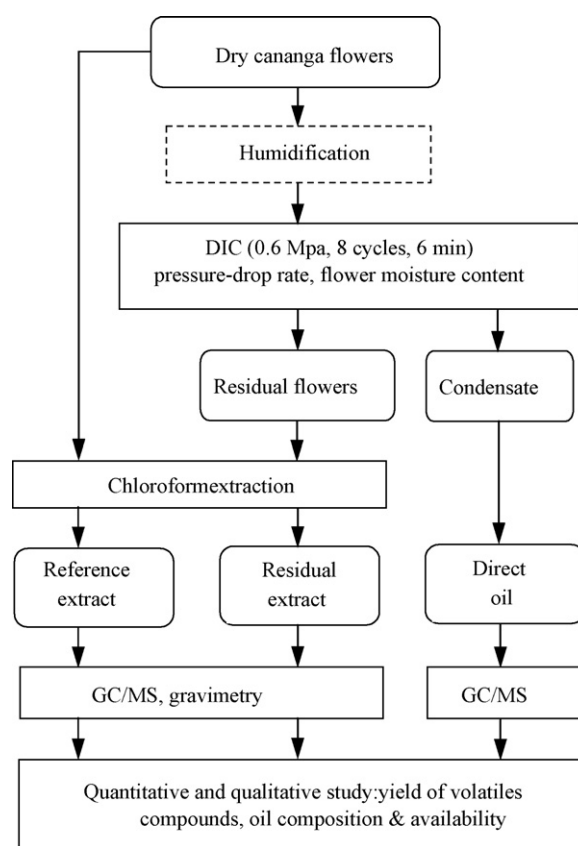 Dry cananga flowers
Humidification
DIC (0.6 Mpa, 8 cycles, 6 min)
pressure-drop rate, flower moisture content
Residual flowers
Condensate
Chloroformextraction
Reference
extract
Residual
extract
Direct
oil
GC/MS, gravimetry
GC/MS
Quantitative and qualitative study:yield of volatiles
compounds, oil composition & availability